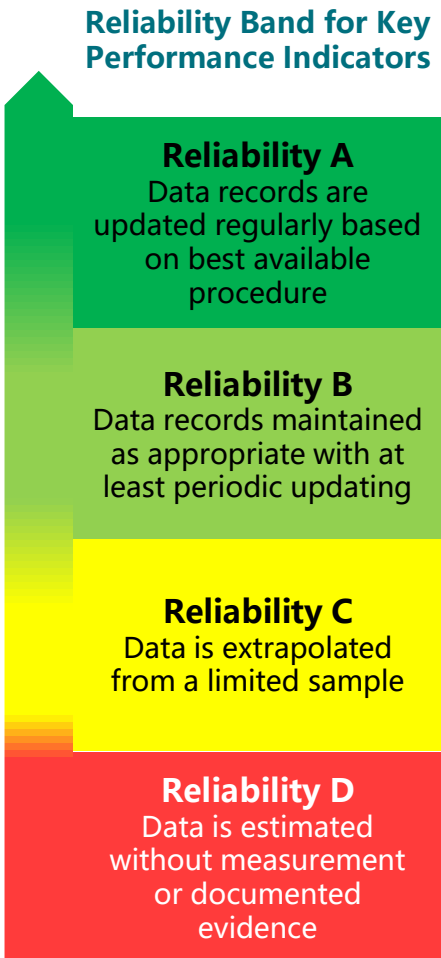 Reliability Band for Key
Performance Indicators
Reliability A
Data records are
updated regularly based
on best available
procedure
Reliability B
Data records maintained
as appropriate with at
least periodic updating
Reliability C
Data is extrapolated
from a limited sample
Reliability D
Data is estimated
without measurement
or documented
evidence